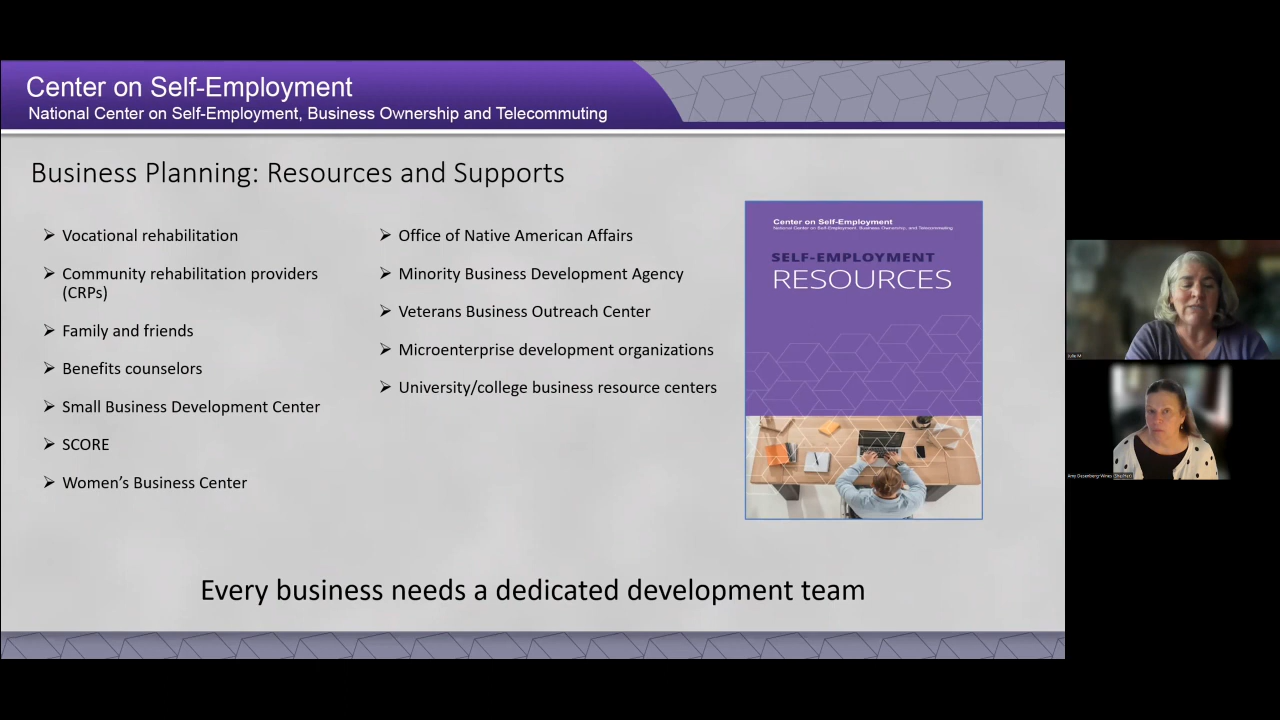 Center on Self-Employment
National Center on Self-Employment, Business Ownership and Telecommuting
Business Planning: Resources and Supports
Vocational rehabilitation
Community rehabilitation providers
(CRPs)
Family and friends
Benefits counselors
Small Business Development Center
SCORE
Women’s Business Center
Office of Native American Affairs
Minority Business Development Agency
Veterans Business Outreach Center
Microenterprise development organizations
University/college business resource centers
Center on Self-Employment
National Center on Self-Employment, Business Ownership, and Telecommuting
SELF-EMPLOYMENT
RESOURCES
Every business needs a dedicated development team
Julie M